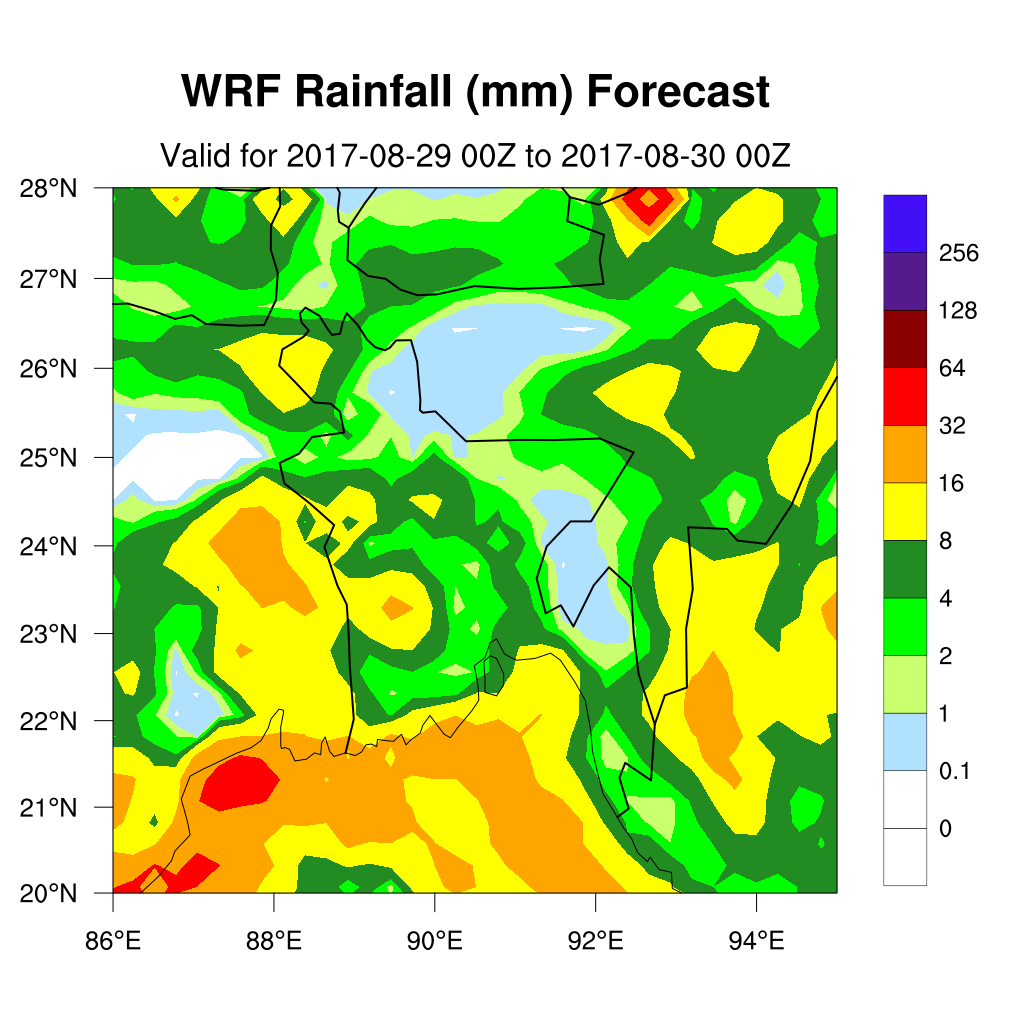 WRF Rainfall (mm) Forecast
Valid for 2017-08-29 00Z to 2017-08-30 00Z
28°N
27°N
26°N
25°N
24°N
23°N
22°N
21°N
20°N
86°E 88°E 90°E 92°E 94°E
256
128
64
32
16
8
4
2
1
0.1
0